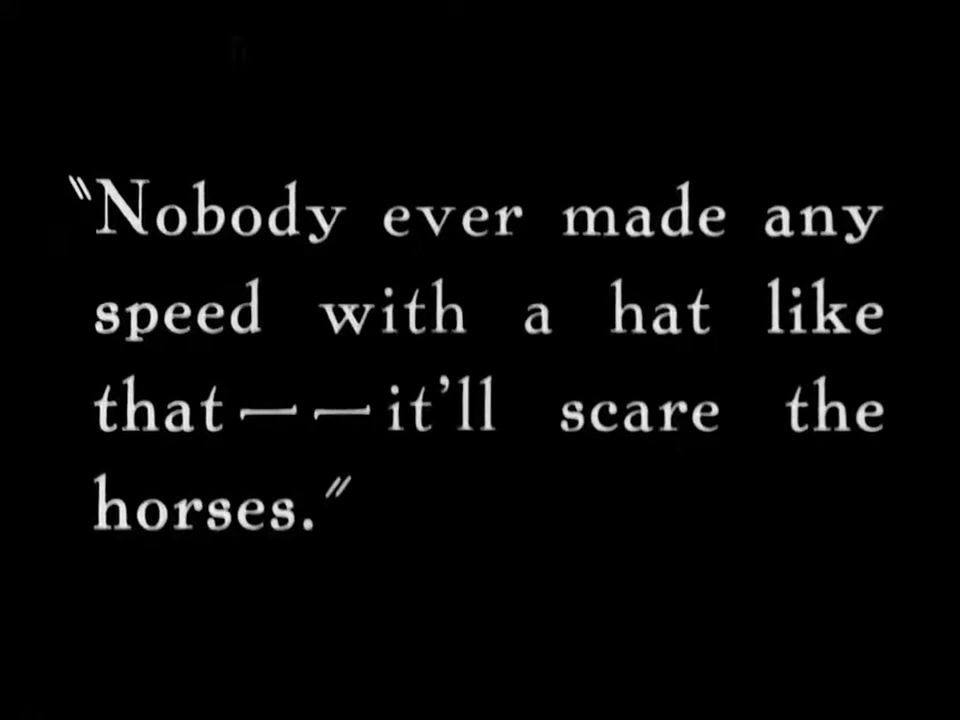 "Nobody ever made any
speed with a hat like
that——it'll scare the
horses."